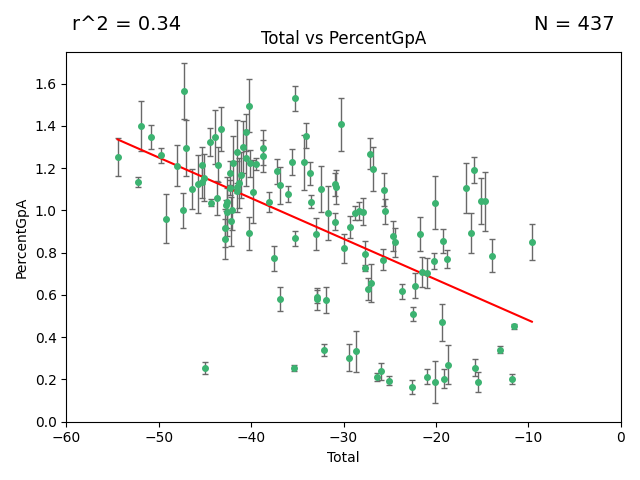 r^2 = 0.34 N = 437
Total vs PercentGpA
PercentGpA
1.6
1.4
1.2
1.0
0.8
0.6
0.4
0.2
0.0
−60 −50 −40 −30 −20 −10 0
Total